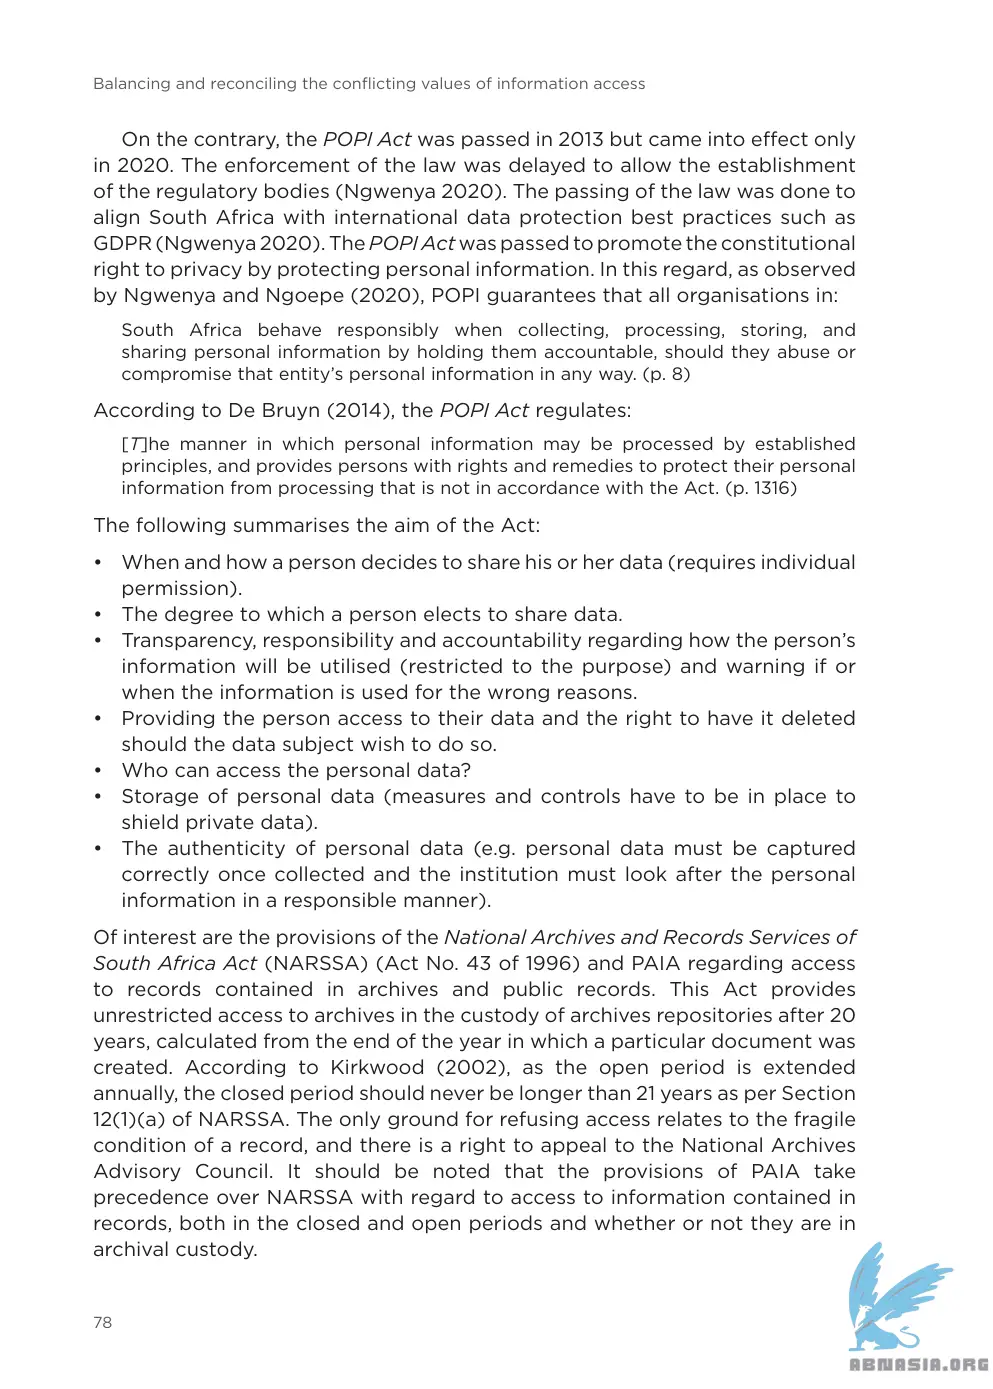 Balancing and reconciling the conflicting values of information access
On the contrary, the POPI Act was passed in 2013 but came into effect only
in 2020. The enforcement of the law was delayed to allow the establishment
of the regulatory bodies (Ngwenya 2020). The passing of the law was done to
align South Africa with international data protection best practices such as
GDPR (Ngwenya 2020). The POPI Act was passed to promote the constitutional
right to privacy by protecting personal information. In this regard, as observed
by Ngwenya and Ngoepe (2020), POPI guarantees that all organisations in:
South Africa behave responsibly when collecting, processing, storing, and
sharing personal information by holding them accountable, should they abuse or
compromise that entity’s personal information in any way. (p. 8)
According to De Bruyn (2014), the POPI Act regulates:
[T]he manner in which personal information may be processed by established
principles, and provides persons with rights and remedies to protect their personal
information from processing that is not in accordance with the Act. (p. 1316)
The following summarises the aim of the Act:
• When and how a person decides to share his or her data (requires individual
permission).
• The degree to which a person elects to share data.
• Transparency, responsibility and accountability regarding how the person’s
information will be utilised (restricted to the purpose) and warning if or
when the information is used for the wrong reasons.
• Providing the person access to their data and the right to have it deleted
should the data subject wish to do so.
• Who can access the personal data?
• Storage of personal data (measures and controls have to be in place to
shield private data).
• The authenticity of personal data (e.g. personal data must be captured
correctly once collected and the institution must look after the personal
information in a responsible manner).
Of interest are the provisions of the National Archives and Records Services of
South Africa Act (NARSSA) (Act No. 43 of 1996) and PAIA regarding access
to records contained in archives and public records. This Act provides
unrestricted access to archives in the custody of archives repositories after 20
years, calculated from the end of the year in which a particular document was
created. According to Kirkwood (2002), as the open period is extended
annually, the closed period should never be longer than 21 years as per Section
12(1)(a) of NARSSA. The only ground for refusing access relates to the fragile
condition of a record, and there is a right to appeal to the National Archives
Advisory Council. It should be noted that the provisions of PAIA take
precedence over NARSSA with regard to access to information contained in
records, both in the closed and open periods and whether or not they are in
archival custody.
78
ABNASIA.ORG